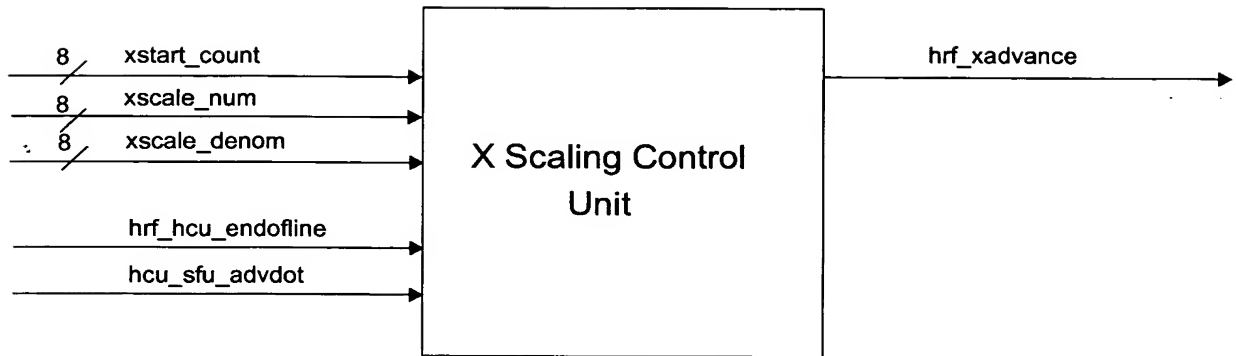 8 xstart_count
8 xscale_num
8 xscale_denom
hrf_hcu_endofline
hcu_sfu_advdot
X Scaling Control
Unit
hrf_xadvance